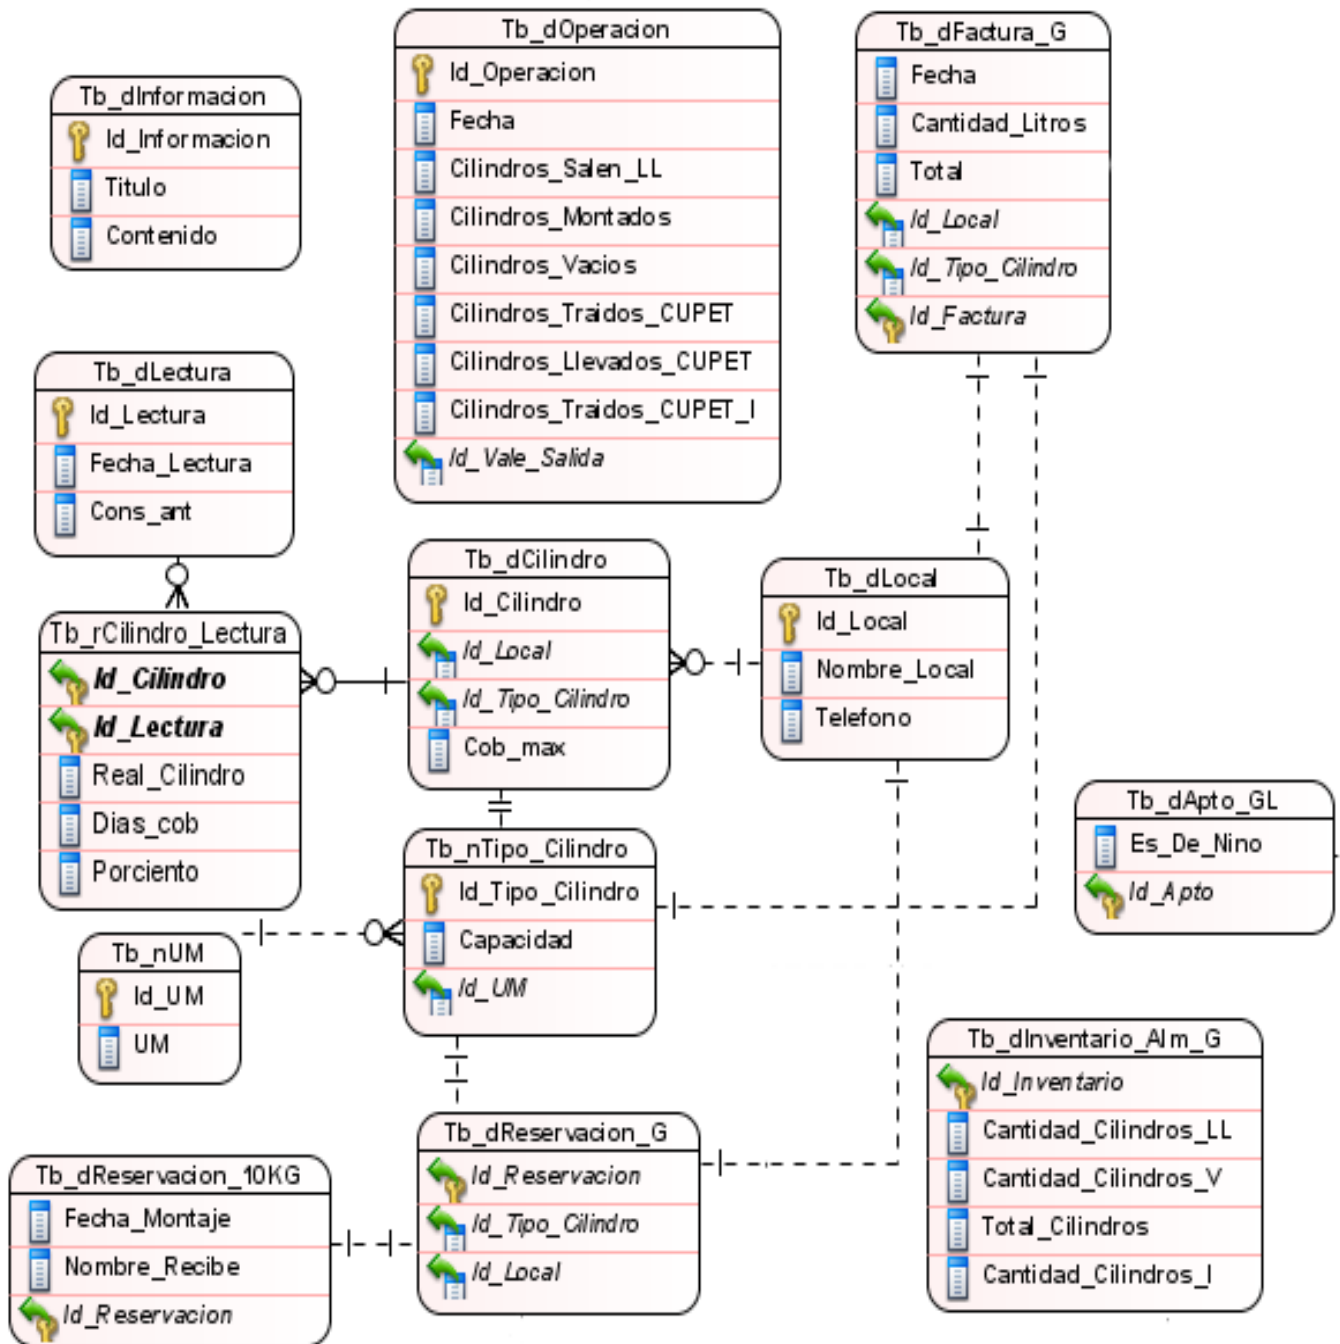 Tb_dInformacion
Id_Informacion
Titulo
Contenido
Tb_dOperacion
Id_Operacion
Fecha
Cilindros_Salen_LL
Cilindros_Montados
Cilindros_Vacios
Cilindros_Traidos_CUPET
Cilindros_Llevados_CUPET
Cilindros_Traidos_CUPET_I
Id_Vale_Salida
Tb_dFactura_G
Fecha
Cantidad_Litros
Total
Id_Local
Id_Tipo_Cilindro
Id_Factura
Tb_dLectura
Id_Lectura
Fecha_Lectura
Cons_ant
Tb_rCilindro_Lectura
Id_Cilindro
Id_Lectura
Real_Cilindro
Dias_cob
Porciento
Tb_dCilindro
Id_Cilindro
Id_Local
Id_Tipo_Cilindro
Cob_max
Tb_dLocal
Id_Local
Nombre_Local
Telefono
Tb_nTipo_Cilindro
Id_Tipo_Cilindro
Capacidad
Id_UM
Tb_dApto_GL
Es_De_Nino
Id_Apto
Tb_nUM
Id_UM
UM
Tb_dInventario_Alm_G
Id_Inventario
Cantidad_Cilindros_LL
Cantidad_Cilindros_V
Total_Cilindros
Cantidad_Cilindros_I
Tb_dReservacion_G
Id_Reservacion
Id_Tipo_Cilindro
Id_Local
Tb_dReservacion_10KG
Fecha_Montaje
Nombre_Recibe
Id_Reservacion